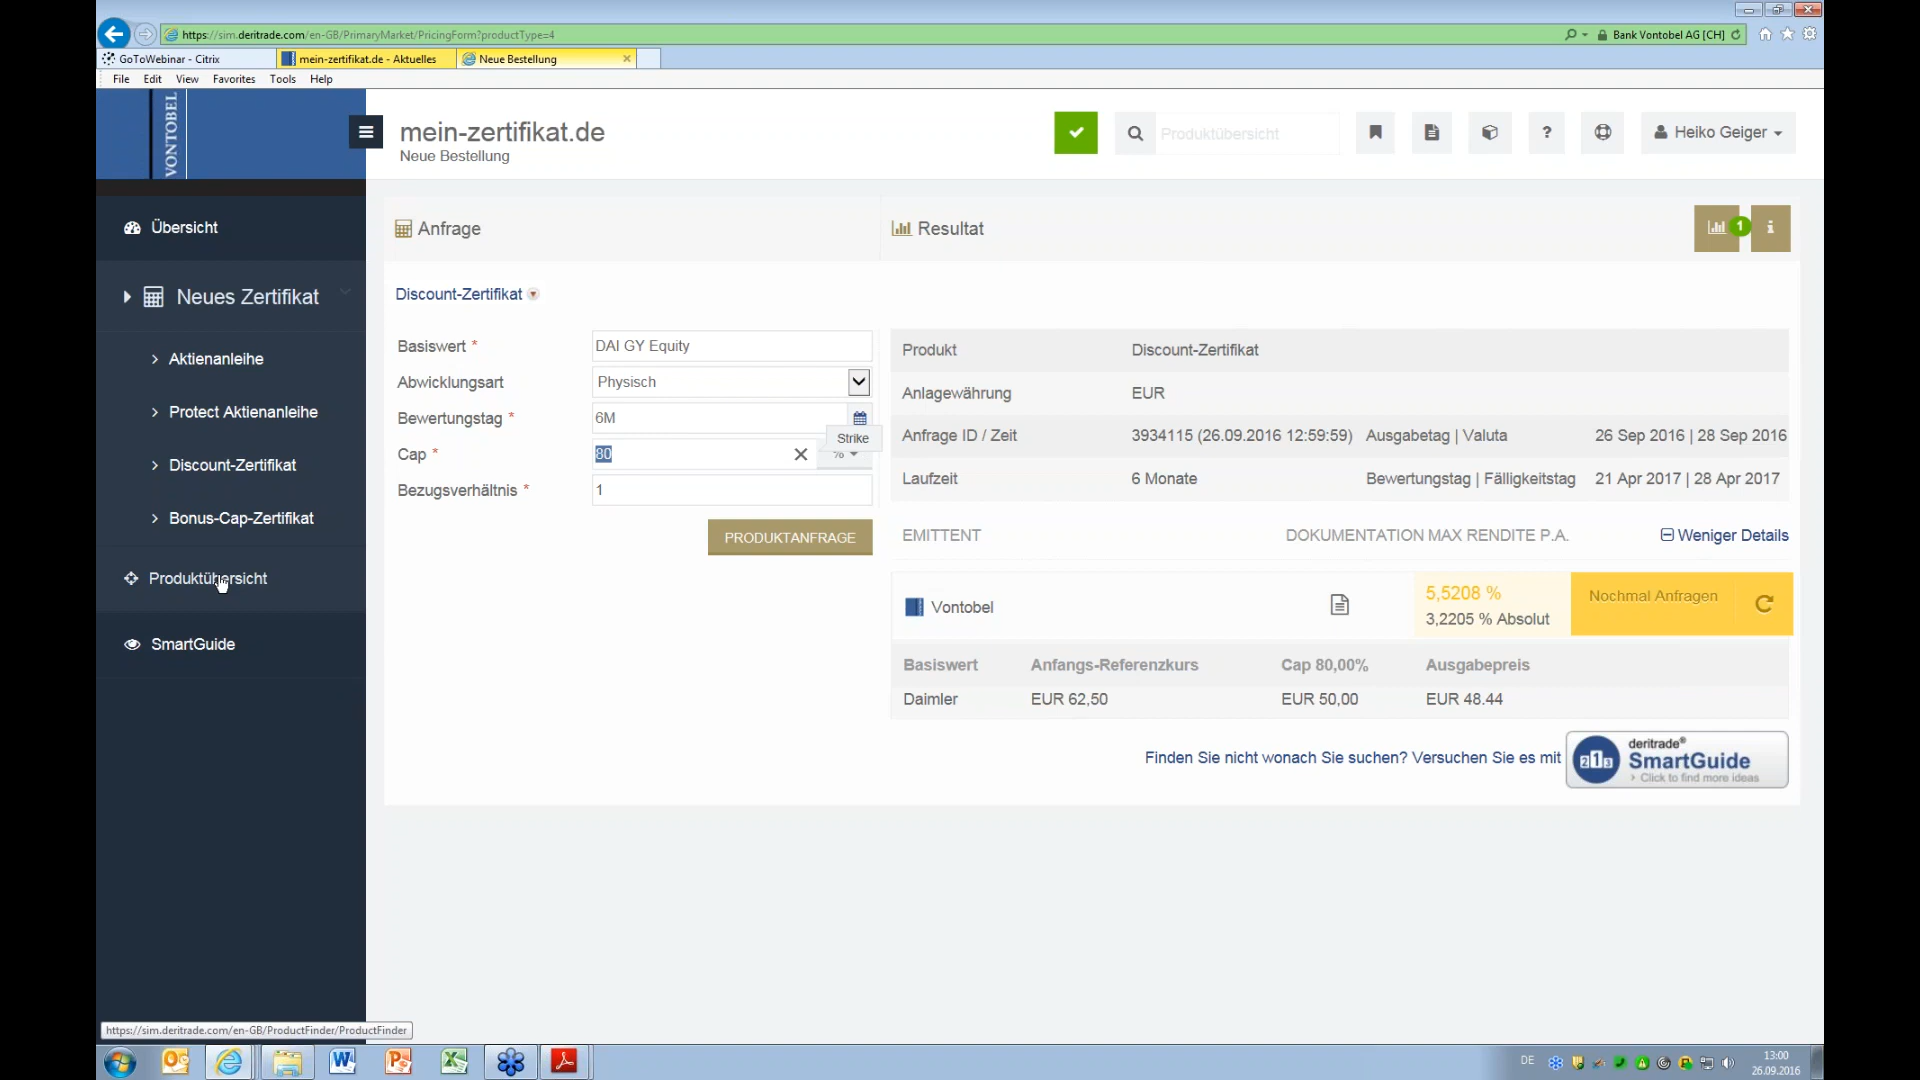 https://sim.deritrade.com/en-GB/PrimaryMarket/PricingForm?productType=4
Bank Vontobel AG [CH]
GoToWebinar - Citrix
mein-zertifikat.de - Aktuelles
Neue Bestellung
File Edit View Favorites Tools Help
VONTOBEL
mein-zertifikat.de
Neue Bestellung
Produktübersicht
?
Heiko Geiger
Übersicht
Neues Zertifikat
Aktienanleihe
Protect Aktienanleihe
Discount-Zertifikat
Bonus-Cap-Zertifikat
Produktübersicht
SmartGuide
Anfrage
Discount-Zertifikat
Basiswert * DAI GY Equity
Abwicklungsart Physisch
Bewertungstag * 6M
Strike
Cap * 80 %
Bezugsverhältnis * 1
PRODUKTANFRAGE
Resultat
1
i
Produkt Discount-Zertifikat
Anlagewährung EUR
Anfrage ID / Zeit 3934115 (26.09.2016 12:59:59) Ausgabetag | Valuta 26 Sep 2016 | 28 Sep 2016
Laufzeit 6 Monate Bewertungstag | Fälligkeitstag 21 Apr 2017 | 28 Apr 2017
EMITTENT DOKUMENTATION MAX RENDITE P.A. Weniger Details
Vontobel
5,5208 %
3,2205 % Absolut
Nochmal Anfragen
Basiswert Anfangs-Referenzkurs Cap 80,00% Ausgabepreis
Daimler EUR 62,50 EUR 50,00 EUR 48.44
Finden Sie nicht wonach Sie suchen? Versuchen Sie es mit
deritrade®
SmartGuide
> Click to find more ideas
213
https://sim.deritrade.com/en-GB/ProductFinder/ProductFinder
DE
13:00
26.09.2016